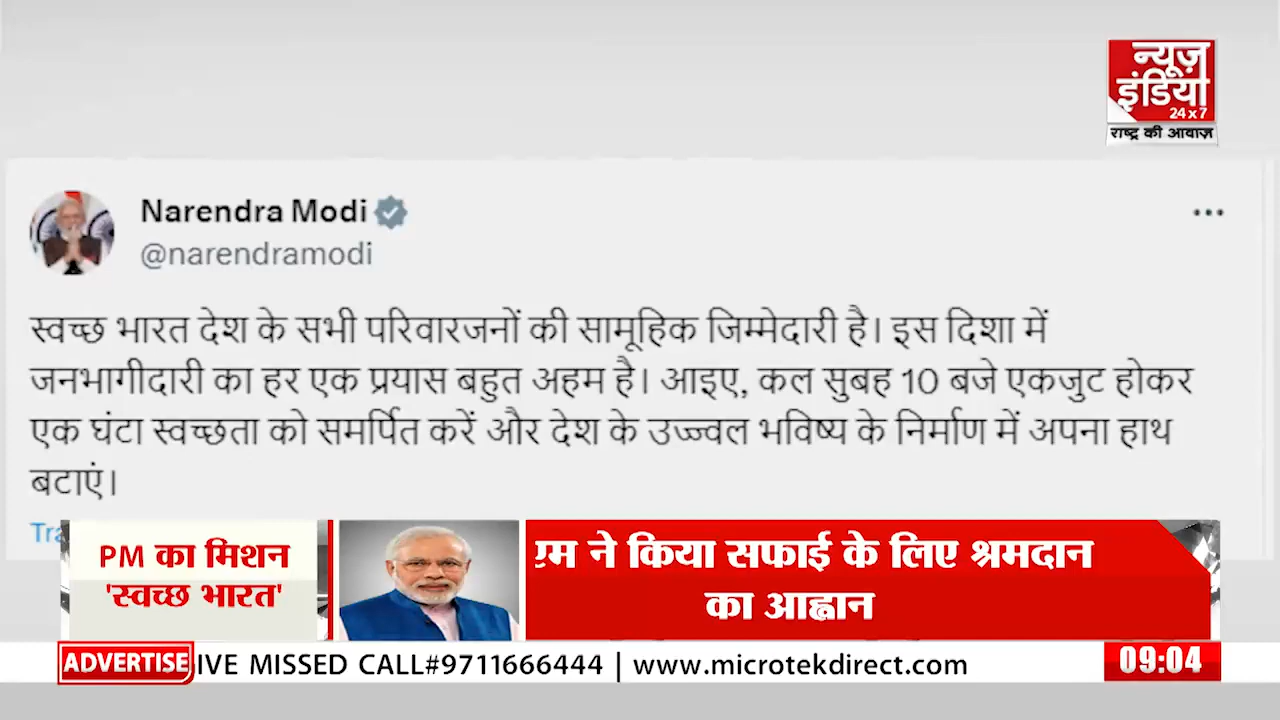 न्यूज़
इंडिया
24x7
राष्ट्र की आवाज़
Narendra Modi
@narendramodi
स्वच्छ भारत देश के सभी परिवारजनों की सामूहिक जिम्मेदारी है। इस दिशा में
जनभागीदारी का हर एक प्रयास बहुत अहम है। आइए, कल सुबह 10 बजे एकजुट होकर
एक घंटा स्वच्छता को समर्पित करें और देश के उज्ज्वल भविष्य के निर्माण में अपना हाथ
बटाएं।
PM का मिशन
'स्वच्छ भारत'
ने किया सफाई के लिए श्रमदान
का आह्वान
ADVERTISE
MISSED CALL#9711666444 | www.microtekdirect.com
09:04